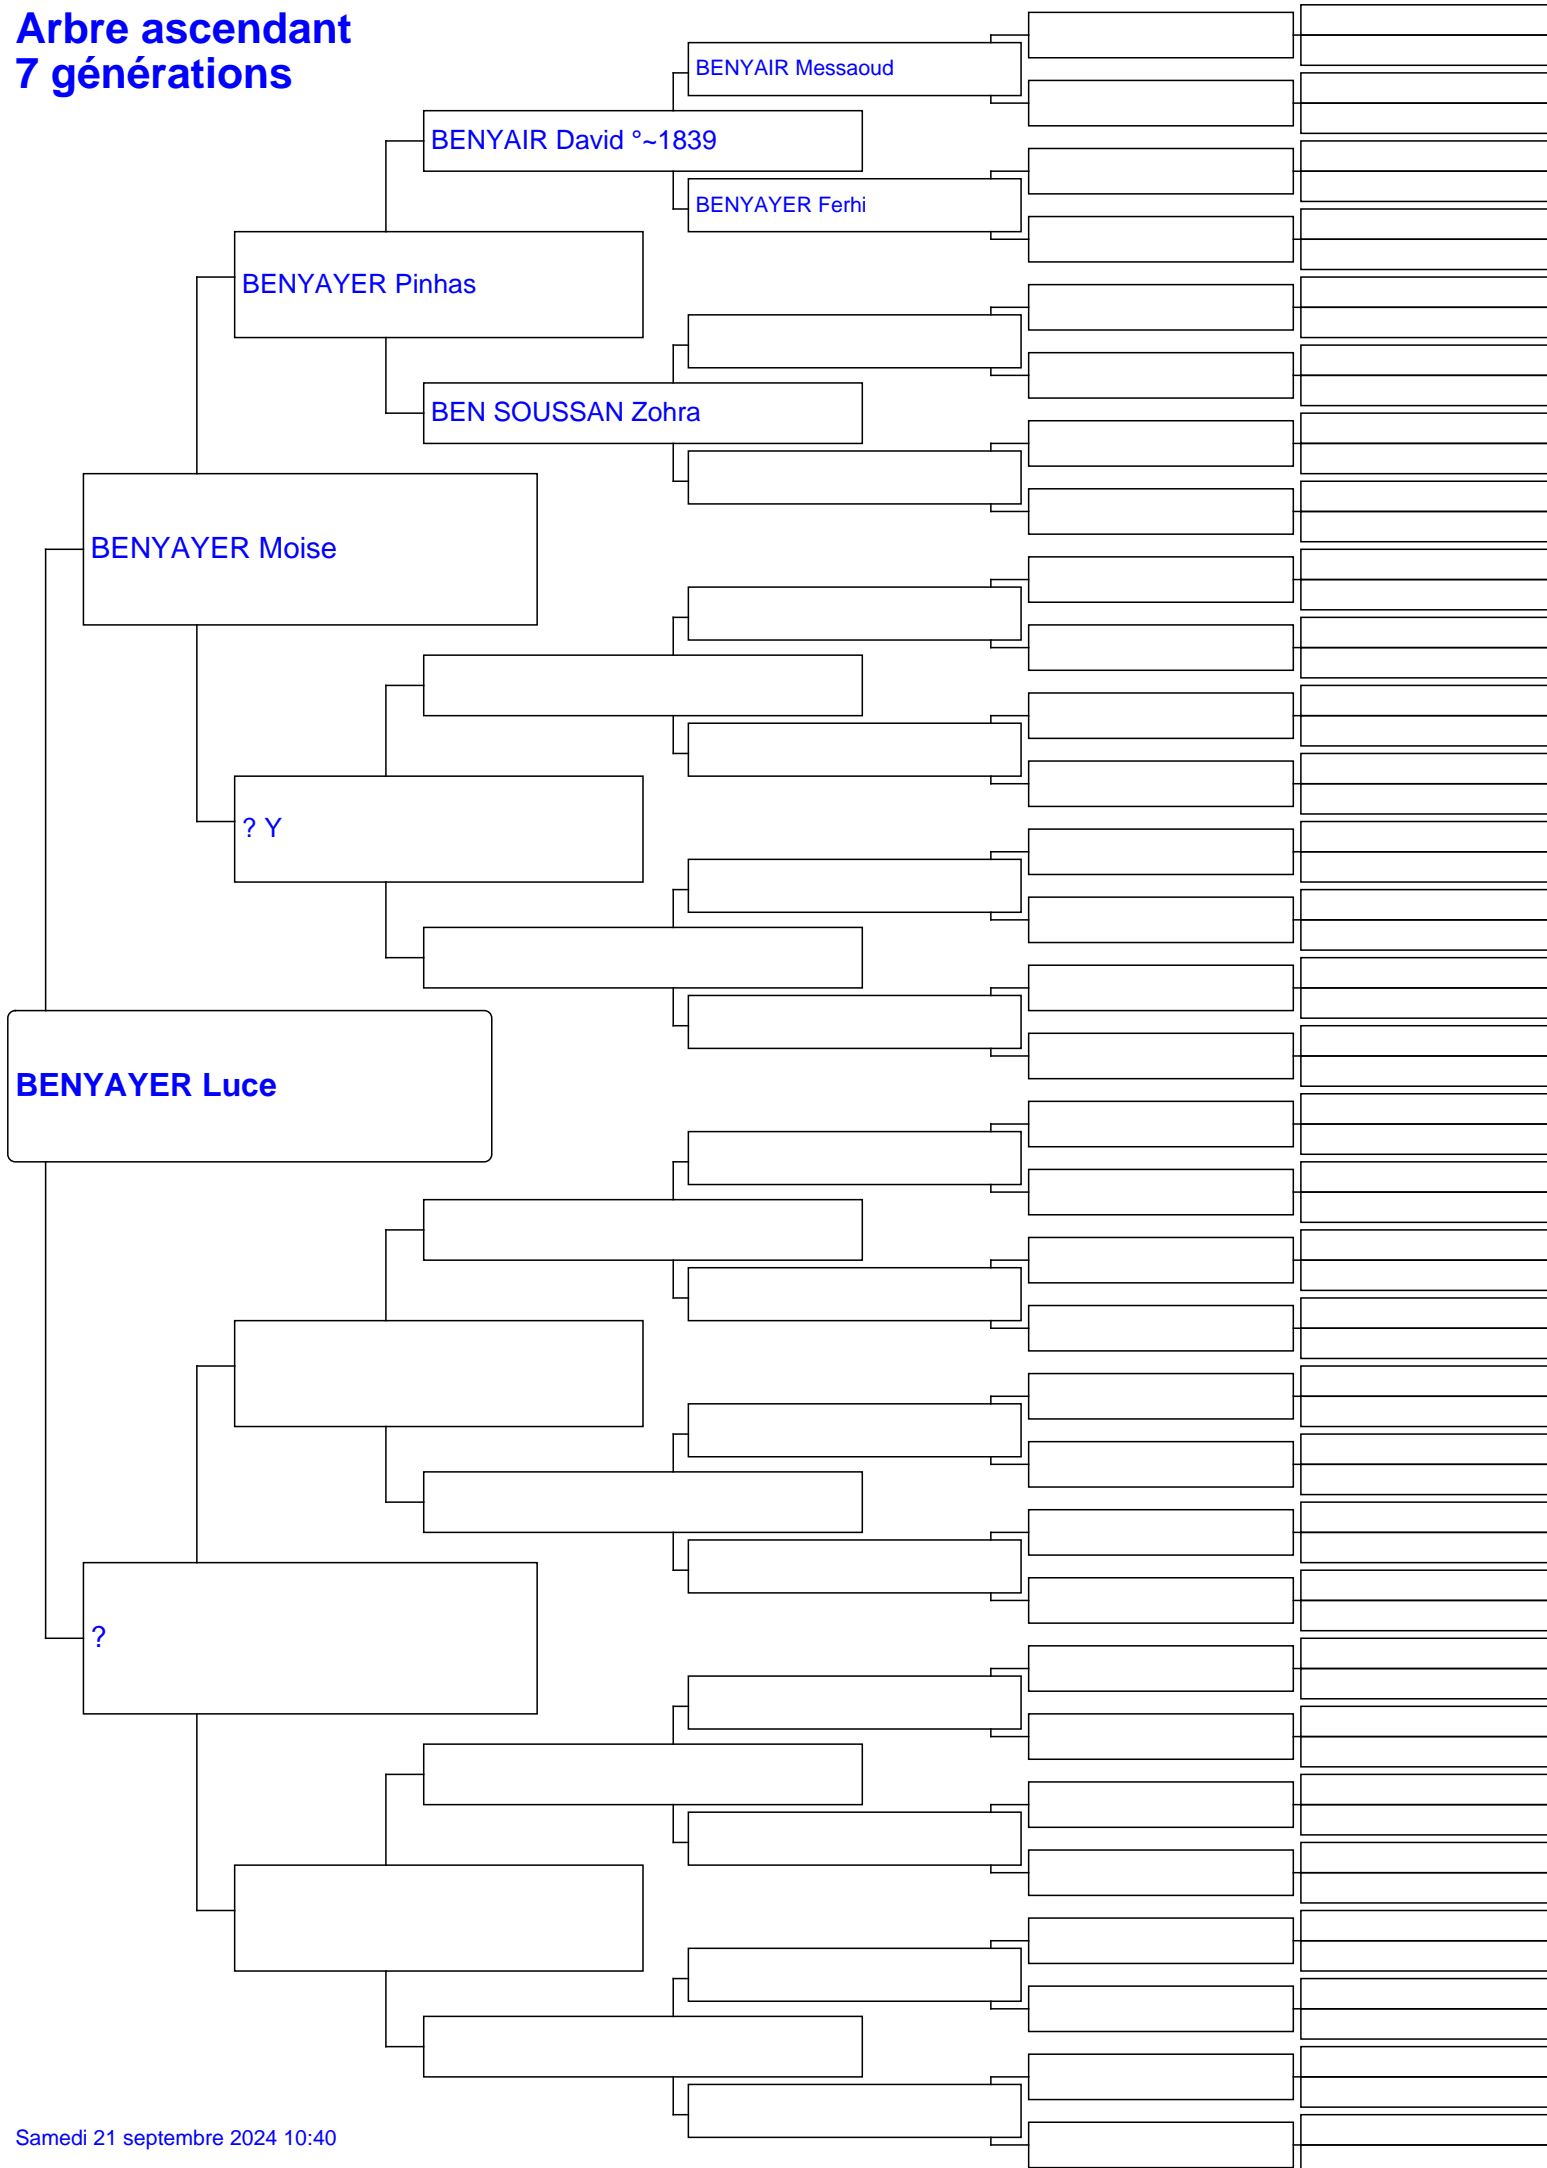 Arbre ascendant
7 générations
BENYAIR Messaoud
BENYAIR David °~1839
BENYAYER Ferhi
BENYAYER Pinhas
BEN SOUSSAN Zohra
BENYAYER Moise
? Y
BENYAYER Luce
?
Samedi 21 septembre 2024 10:40